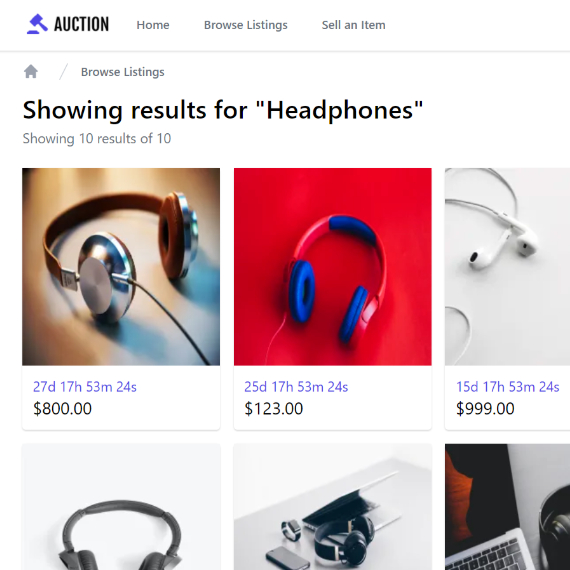 AUCTION Home Browse Listings Sell an Item
Browse Listings
Showing results for "Headphones"
Showing 10 results of 10
27d 17h 53m 24s
$800.00
25d 17h 53m 24s
$123.00
15d 17h 53m 24s
$999.00